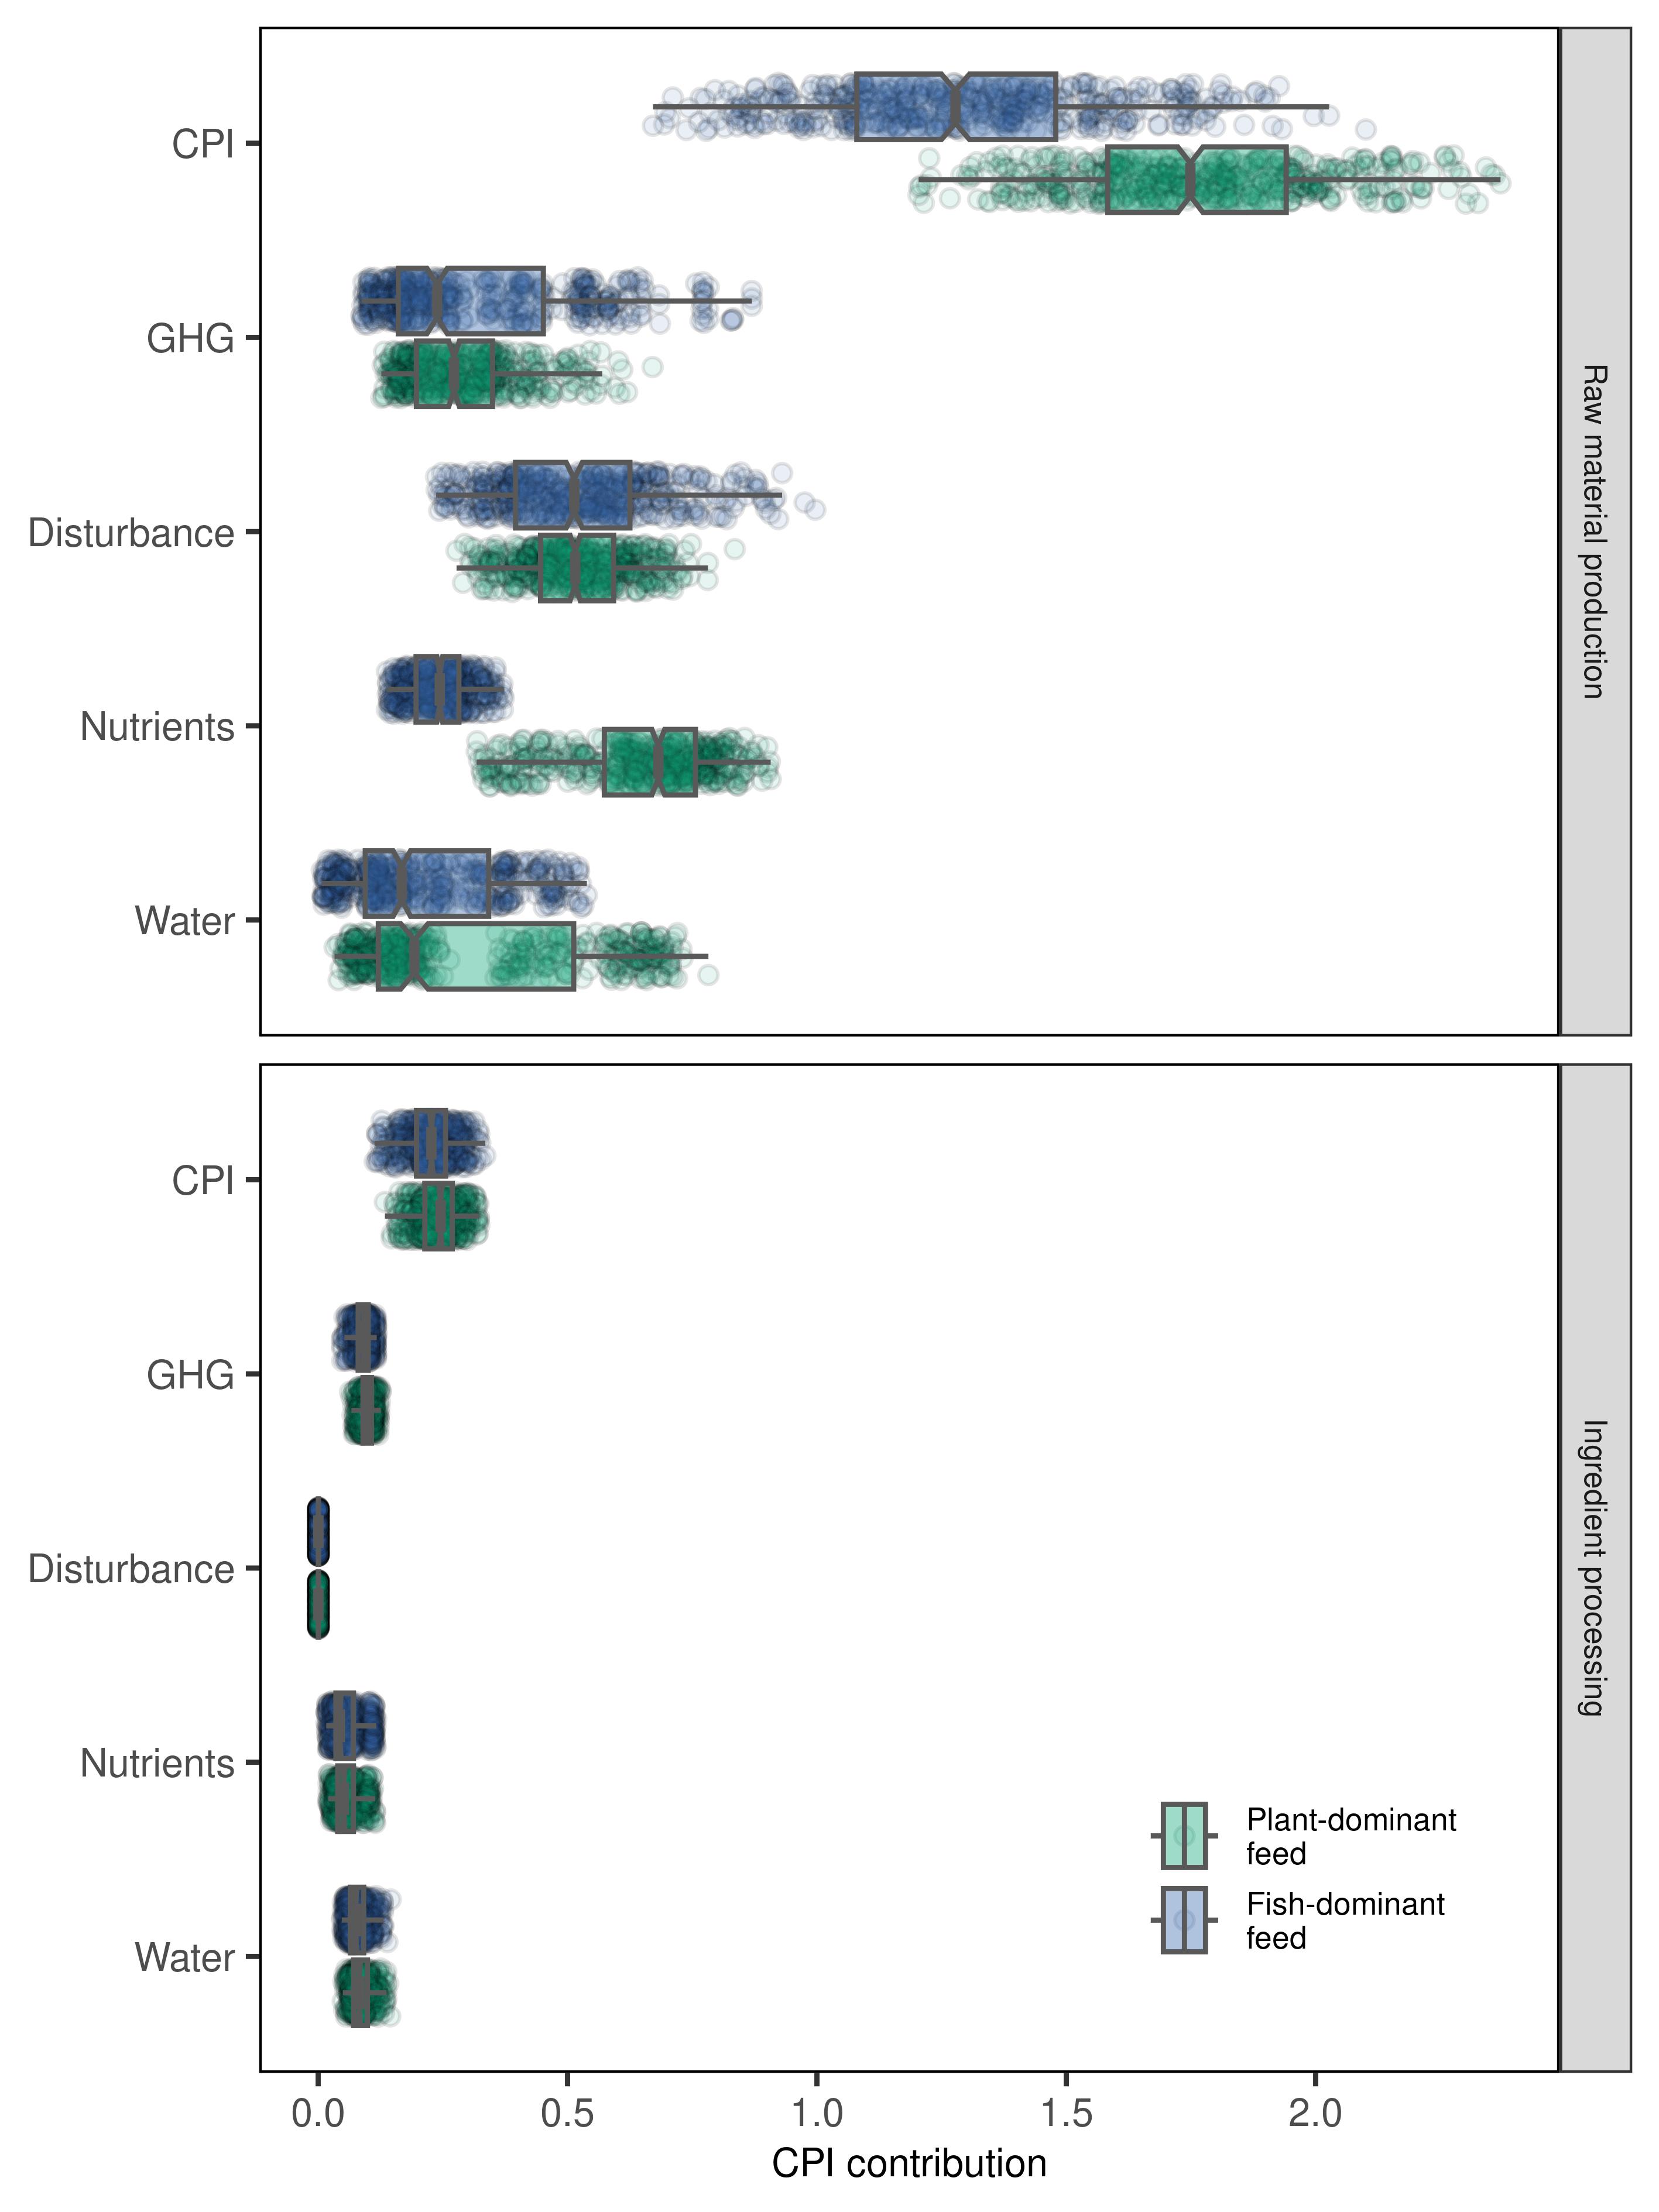 CPI
GHG
Disturbance
Nutrients
Water
Raw material production
CPI
GHG
Disturbance
Nutrients
Water
Ingredient processing
Plant-dominant
feed
Fish-dominant
feed
0.0 0.5 1.0 1.5 2.0
CPI contribution